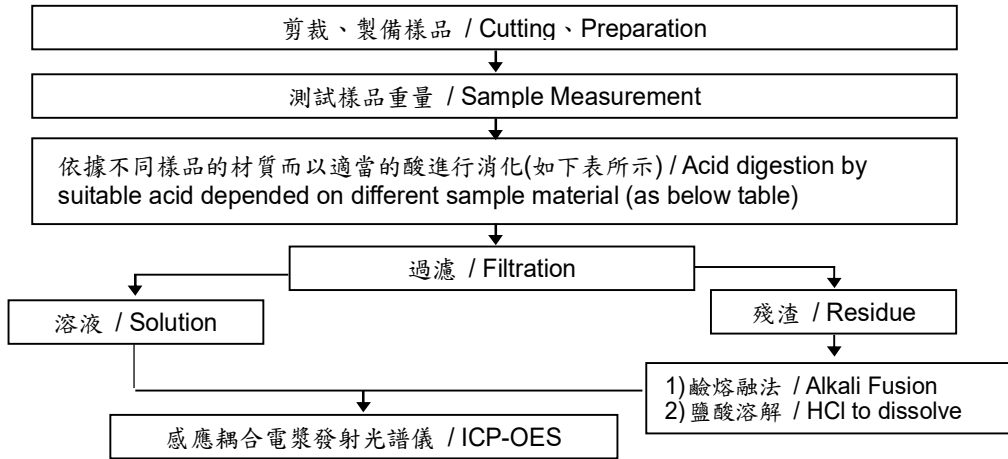 剪裁、製備樣品 / Cutting、Preparation
測試樣品重量 / Sample Measurement
依據不同樣品的材質而以適當的酸進行消化(如下表所示) / Acid digestion by
suitable acid depended on different sample material (as below table)
過濾 / Filtration
溶液 / Solution
殘渣 / Residue
1)鹼熔融法 / Alkali Fusion
2)鹽酸溶解 / HCl to dissolve
感應耦合電漿發射光譜儀 / ICP-OES